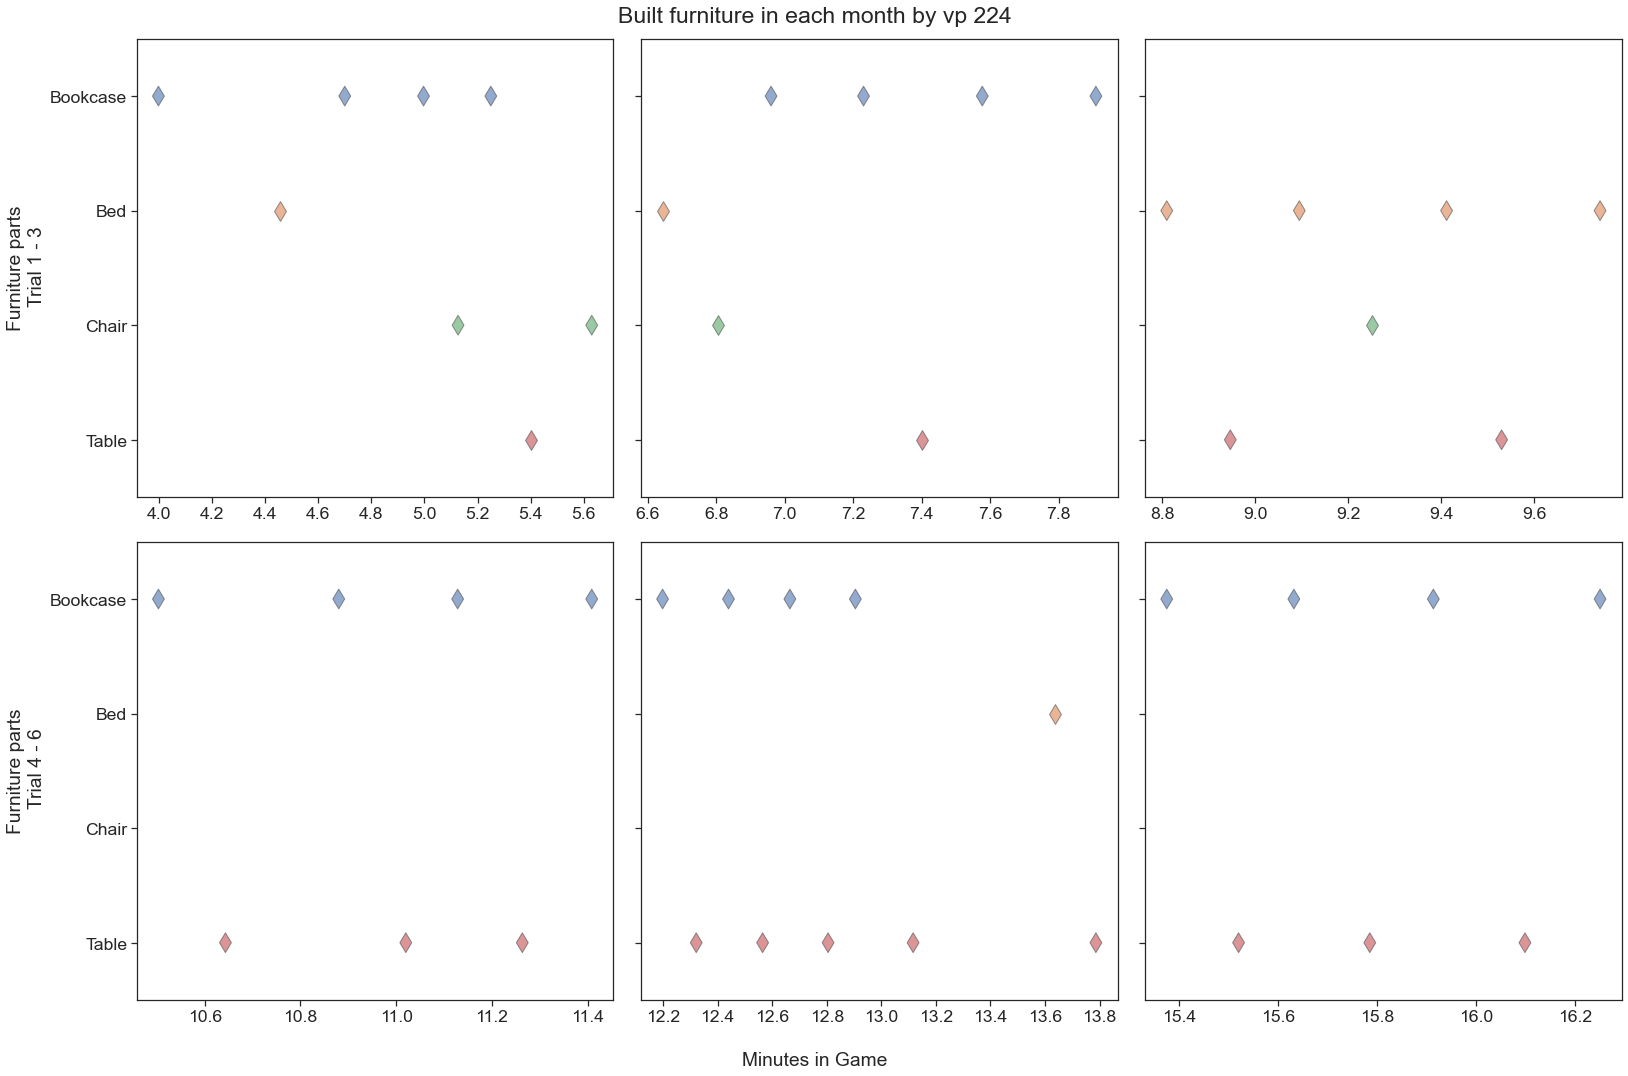 Built furniture in each month by vp 224
Furniture parts
Trial 1 - 3
Bookcase
Bed
Chair
Table
4.0 4.2 4.4 4.6 4.8 5.0 5.2 5.4 5.6
6.6 6.8 7.0 7.2 7.4 7.6 7.8
8.8 9.0 9.2 9.4 9.6
Furniture parts
Trial 4 - 6
Bookcase
Bed
Chair
Table
10.6 10.8 11.0 11.2 11.4
12.2 12.4 12.6 12.8 13.0 13.2 13.4 13.6 13.8
15.4 15.6 15.8 16.0 16.2
Minutes in Game